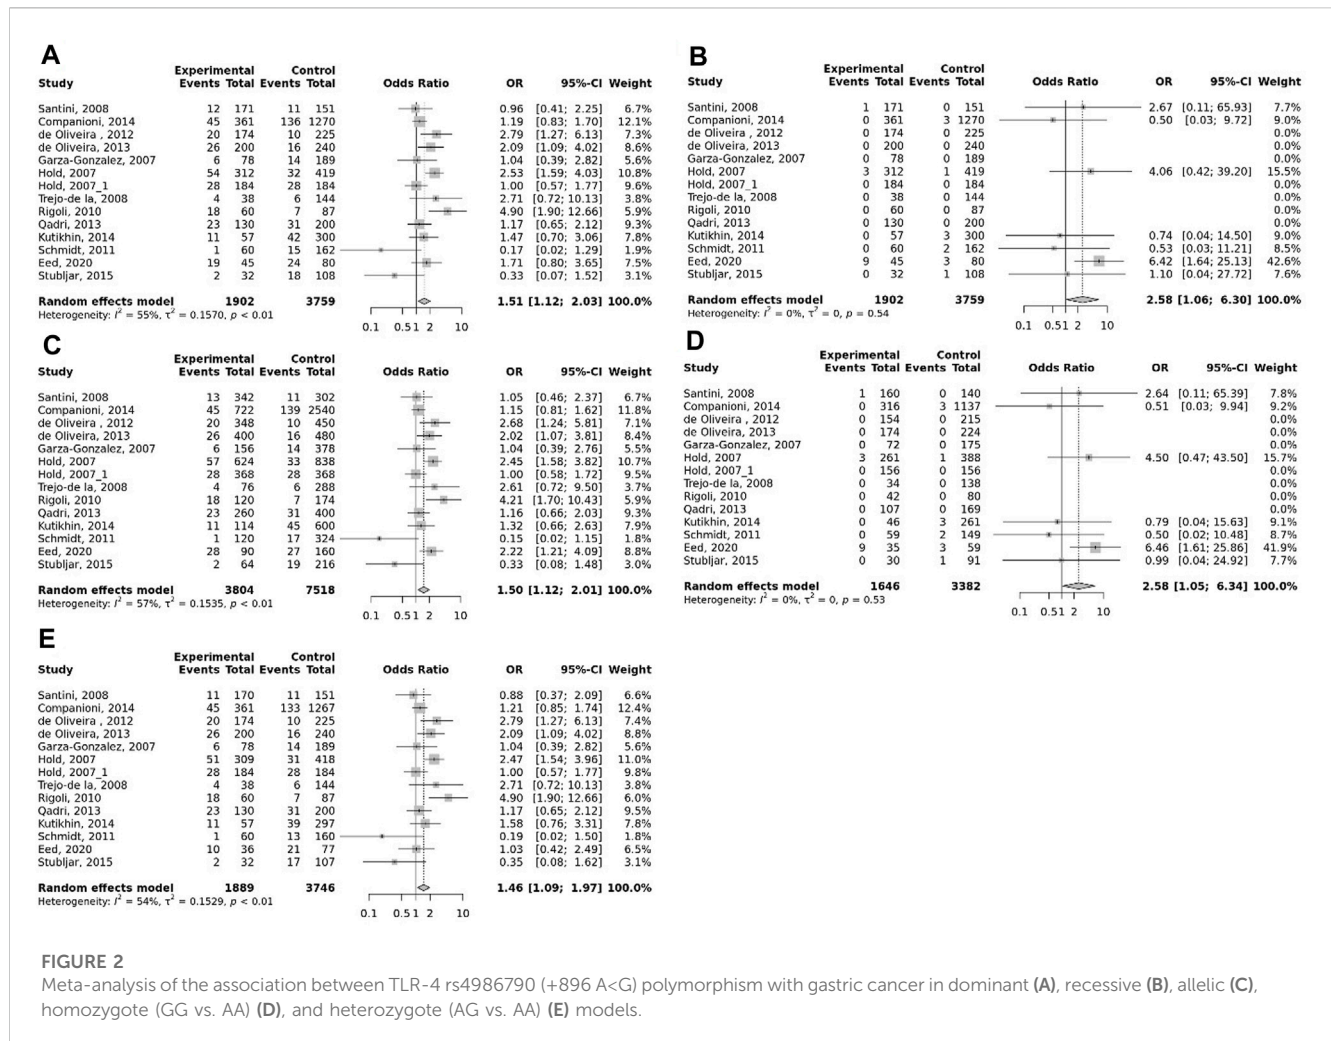 A
Experimental Control
Study Events Total Events Total Odds Ratio OR 95%-CI Weight
Santini, 2008 12 171 11 151 0.96 [0.41; 2.25] 6.7%
Companioni, 2014 45 361 136 1270 1.19 [0.83; 1.70] 12.1%
de Oliveira , 2012 20 174 10 225 2.79 [1.27; 6.13] 7.3%
de Oliveira, 2013 26 200 16 240 2.09 [1.09; 4.02] 8.6%
Garza-Gonzalez, 2007 6 78 14 189 1.04 [0.39; 2.82] 5.6%
Hold, 2007 54 312 32 419 2.53 [1.59; 4.03] 10.8%
Hold, 2007_1 28 184 28 184 1.00 [0.57; 1.77] 9.6%
Trejo-de la, 2008 4 38 6 144 2.71 [0.72; 10.13] 3.8%
Rigoli, 2010 18 60 7 87 4.90 [1.90; 12.66] 6.0%
Qadri, 2013 23 130 31 200 1.17 [0.65; 2.12] 9.3%
Kutikhin, 2014 11 57 42 300 1.47 [0.70; 3.06] 7.8%
Schmidt, 2011 1 60 15 162 0.17 [0.02; 1.29] 1.8%
Eed, 2020 19 45 24 80 1.71 [0.80; 3.65] 7.5%
Stubljar, 2015 2 32 18 108 0.33 [0.07; 1.52] 3.1%
Random effects model 1902 3759 1.51 [1.12; 2.03] 100.0%
Heterogeneity: I² = 55%, τ² = 0.1570, p < 0.01
0.1 0.5 1 2 10
B
Experimental Control
Study Events Total Events Total Odds Ratio OR 95%-CI Weight
Santini, 2008 1 171 0 151 2.67 [0.11; 65.93] 7.7%
Companioni, 2014 0 361 3 1270 0.50 [0.03; 9.72] 9.0%
de Oliveira , 2012 0 174 0 225 0.0%
de Oliveira, 2013 0 200 0 240 0.0%
Garza-Gonzalez, 2007 0 78 0 189 0.0%
Hold, 2007 3 312 1 419 4.06 [0.42; 39.20] 15.5%
Hold, 2007_1 0 184 0 184 0.0%
Trejo-de la, 2008 0 38 0 144 0.0%
Rigoli, 2010 0 60 0 87 0.0%
Qadri, 2013 0 130 0 200 0.0%
Kutikhin, 2014 0 57 3 300 0.74 [0.04; 14.50] 9.0%
Schmidt, 2011 0 60 2 162 0.53 [0.03; 11.21] 8.5%
Eed, 2020 9 45 3 80 6.42 [1.64; 25.13] 42.6%
Stubljar, 2015 0 32 1 108 1.10 [0.04; 27.72] 7.6%
Random effects model 1902 3759 2.58 [1.06; 6.30] 100.0%
Heterogeneity: I² = 0%, τ² = 0, p = 0.54
0.1 0.5 1 2 10
C
Experimental Control
Study Events Total Events Total Odds Ratio OR 95%-CI Weight
Santini, 2008 13 342 11 302 1.05 [0.46; 2.37] 6.7%
Companioni, 2014 45 722 139 2540 1.15 [0.81; 1.62] 11.8%
de Oliveira , 2012 20 348 10 450 2.68 [1.24; 5.81] 7.1%
de Oliveira, 2013 26 400 16 480 2.02 [1.07; 3.81] 8.4%
Garza-Gonzalez, 2007 6 156 14 378 1.04 [0.39; 2.76] 5.5%
Hold, 2007 57 624 33 838 2.45 [1.58; 3.82] 10.7%
Hold, 2007_1 28 368 28 368 1.00 [0.58; 1.72] 9.5%
Trejo-de la, 2008 4 76 6 288 2.61 [0.72; 9.50] 3.7%
Rigoli, 2010 18 120 7 174 4.21 [1.70; 10.43] 5.9%
Qadri, 2013 23 260 31 400 1.16 [0.66; 2.03] 9.3%
Kutikhin, 2014 11 114 45 600 1.32 [0.66; 2.63] 7.9%
Schmidt, 2011 1 120 17 324 0.15 [0.02; 1.15] 1.8%
Eed, 2020 28 90 27 160 2.22 [1.21; 4.09] 8.8%
Stubljar, 2015 2 64 19 216 0.33 [0.08; 1.48] 3.0%
Random effects model 3804 7518 1.50 [1.12; 2.01] 100.0%
Heterogeneity: I² = 57%, τ² = 0.1535, p < 0.01
0.1 0.5 1 2 10
D
Experimental Control
Study Events Total Events Total Odds Ratio OR 95%-CI Weight
Santini, 2008 1 160 0 140 2.64 [0.11; 65.39] 7.8%
Companioni, 2014 0 316 3 1137 0.51 [0.03; 9.94] 9.2%
de Oliveira , 2012 0 154 0 215 0.0%
de Oliveira, 2013 0 174 0 224 0.0%
Garza-Gonzalez, 2007 0 72 0 175 0.0%
Hold, 2007 3 261 1 388 4.50 [0.47; 43.50] 15.7%
Hold, 2007_1 0 156 0 156 0.0%
Trejo-de la, 2008 0 34 0 138 0.0%
Rigoli, 2010 0 42 0 80 0.0%
Qadri, 2013 0 107 0 169 0.0%
Kutikhin, 2014 0 46 3 261 0.79 [0.04; 15.63] 9.1%
Schmidt, 2011 0 59 2 149 0.50 [0.02; 10.48] 8.7%
Eed, 2020 9 35 3 59 6.46 [1.61; 25.86] 41.9%
Stubljar, 2015 0 30 1 91 0.99 [0.04; 24.92] 7.7%
Random effects model 1646 3382 2.58 [1.05; 6.34] 100.0%
Heterogeneity: I² = 0%, τ² = 0, p = 0.53
0.1 0.5 1 2 10
E
Experimental Control
Study Events Total Events Total Odds Ratio OR 95%-CI Weight
Santini, 2008 11 170 11 151 0.88 [0.37; 2.09] 6.6%
Companioni, 2014 45 361 133 1267 1.21 [0.85; 1.74] 12.4%
de Oliveira , 2012 20 174 10 225 2.79 [1.27; 6.13] 7.4%
de Oliveira, 2013 26 200 16 240 2.09 [1.09; 4.02] 8.8%
Garza-Gonzalez, 2007 6 78 14 189 1.04 [0.39; 2.82] 5.6%
Hold, 2007 51 309 31 418 2.47 [1.54; 3.96] 11.0%
Hold, 2007_1 28 184 28 184 1.00 [0.57; 1.77] 9.8%
Trejo-de la, 2008 4 38 6 144 2.71 [0.72; 10.13] 3.8%
Rigoli, 2010 18 60 7 87 4.90 [1.90; 12.66] 6.0%
Qadri, 2013 23 130 31 200 1.17 [0.65; 2.12] 9.5%
Kutikhin, 2014 11 57 39 297 1.58 [0.76; 3.31] 7.8%
Schmidt, 2011 1 60 13 160 0.19 [0.02; 1.50] 1.8%
Eed, 2020 10 36 21 77 1.03 [0.42; 2.49] 6.5%
Stubljar, 2015 2 32 17 107 0.35 [0.08; 1.62] 3.1%
Random effects model 1889 3746 1.46 [1.09; 1.97] 100.0%
Heterogeneity: I² = 54%, τ² = 0.1529, p < 0.01
0.1 0.5 1 2 10
FIGURE 2
Meta-analysis of the association between TLR-4 rs4986790 (+896 A<G) polymorphism with gastric cancer in dominant (A), recessive (B), allelic (C),
homozygote (GG vs. AA) (D), and heterozygote (AG vs. AA) (E) models.